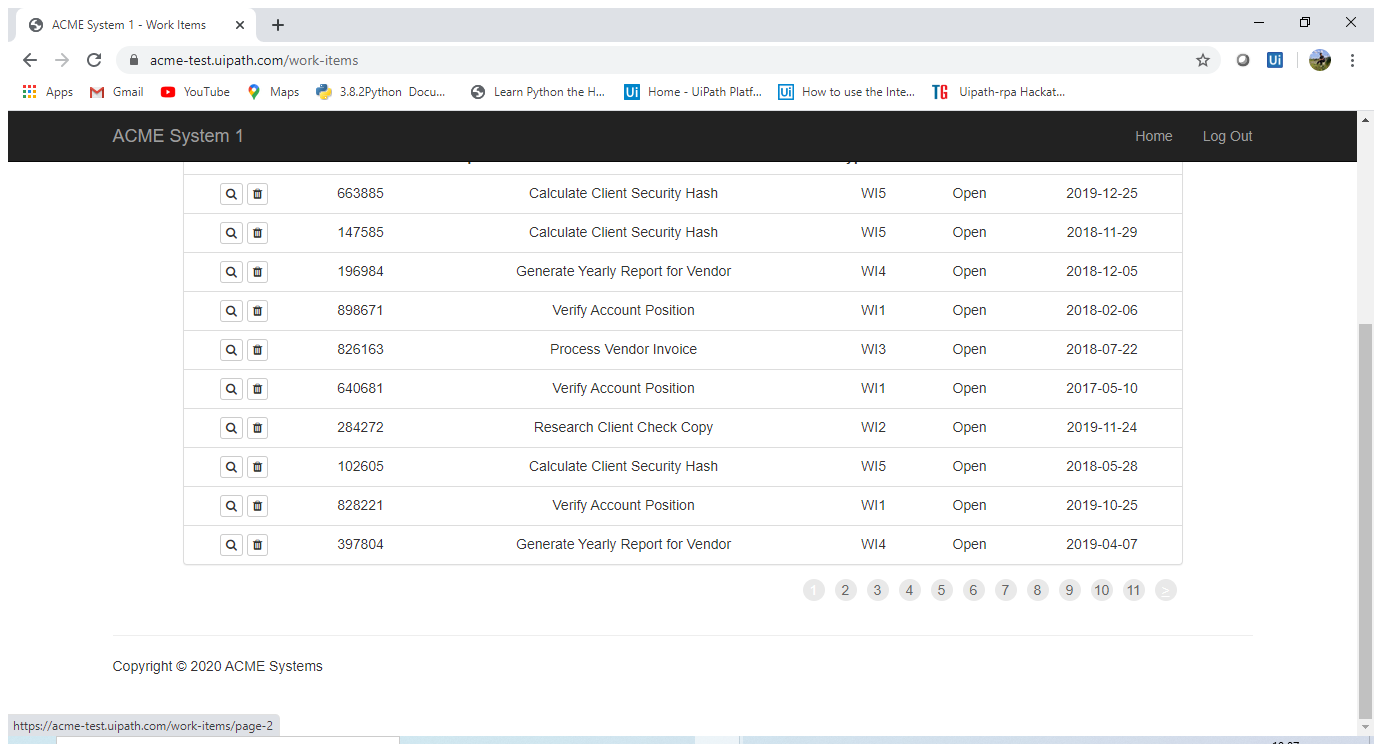 ACME System 1 - Work Items
acme-test.uipath.com/work-items
Apps Gmail YouTube Maps 3.8.2Python Docu... Learn Python the H... Home - UiPath Platf... How to use the Inte... Uipath-rpa Hackat...
ACME System 1 Home Log Out
663885 Calculate Client Security Hash WI5 Open 2019-12-25
147585 Calculate Client Security Hash WI5 Open 2018-11-29
196984 Generate Yearly Report for Vendor WI4 Open 2018-12-05
898671 Verify Account Position WI1 Open 2018-02-06
826163 Process Vendor Invoice WI3 Open 2018-07-22
640681 Verify Account Position WI1 Open 2017-05-10
284272 Research Client Check Copy WI2 Open 2019-11-24
102605 Calculate Client Security Hash WI5 Open 2018-05-28
828221 Verify Account Position WI1 Open 2019-10-25
397804 Generate Yearly Report for Vendor WI4 Open 2019-04-07
1 2 3 4 5 6 7 8 9 10 11 >
Copyright © 2020 ACME Systems
https://acme-test.uipath.com/work-items/page-2